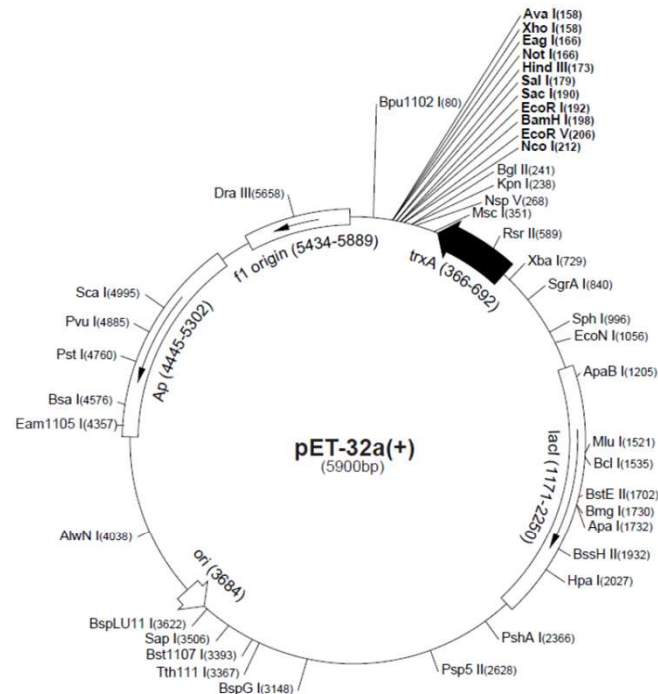 Ava I(158)
Xho I(158)
Eag I(166)
Not I(166)
Hind III(173)
Sal I(179)
Sac I(190)
EcoR I(192)
BamH I(198)
EcoR V(206)
Nco I(212)
Bpu1102 I(80)
Bgl II(241)
Kpn I(238)
Nsp V(268)
Msc I(351)
Rsr II(589)
Dra III(5658)
f1 origin (5434-5889)
trxA (366-692)
Xba I(729)
SgrA I(840)
Sph I(996)
EcoN I(1056)
ApaB I(1205)
Sca I(4995)
Pvu I(4885)
Pst I(4760)
Bsa I(4576)
Eam1105 I(4357)
Ap (4445-5302)
pET-32a(+)
(5900bp)
lacI (1171-2250)
Mlu I(1521)
Bcl I(1535)
BstE II(1702)
Bmg I(1730)
Apa I(1732)
BssH II(1932)
Hpa I(2027)
AlwN I(4038)
ori (3684)
BspLU11 I(3622)
Sap I(3506)
Bst1107 I(3393)
Tth111 I(3367)
BspG I(3148)
PshA I(2366)
Psp5 II(2628)